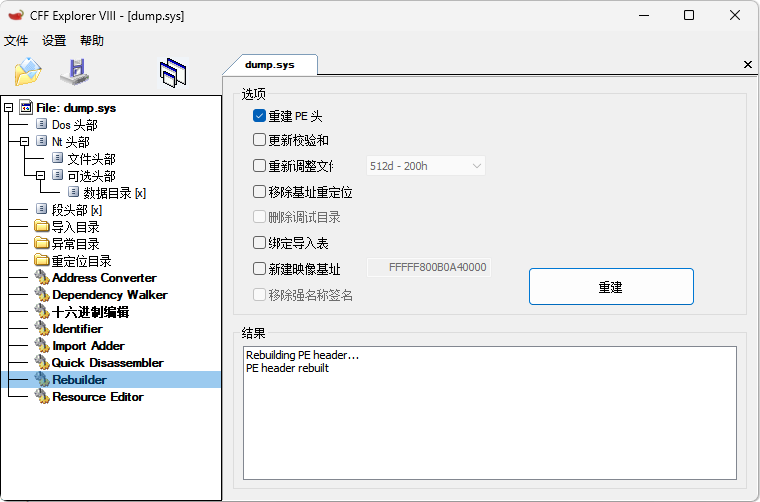 CFF Explorer VIII - [dump.sys]
文件 设置 帮助
File: dump.sys
Dos 头部
Nt 头部
文件头部
可选头部
数据目录 [x]
段头部 [x]
导入目录
异常目录
重定位目录
Address Converter
Dependency Walker
十六进制编辑
Identifier
Import Adder
Quick Disassembler
Rebuilder
Resource Editor
dump.sys
选项
重建 PE 头
更新校验和
重新调整文件 512d - 200h
移除基址重定位
删除调试目录
绑定导入表
新建映像基址 FFFFF800B0A40000
移除强名称签名
重建
结果
Rebuilding PE header...
PE header rebuilt